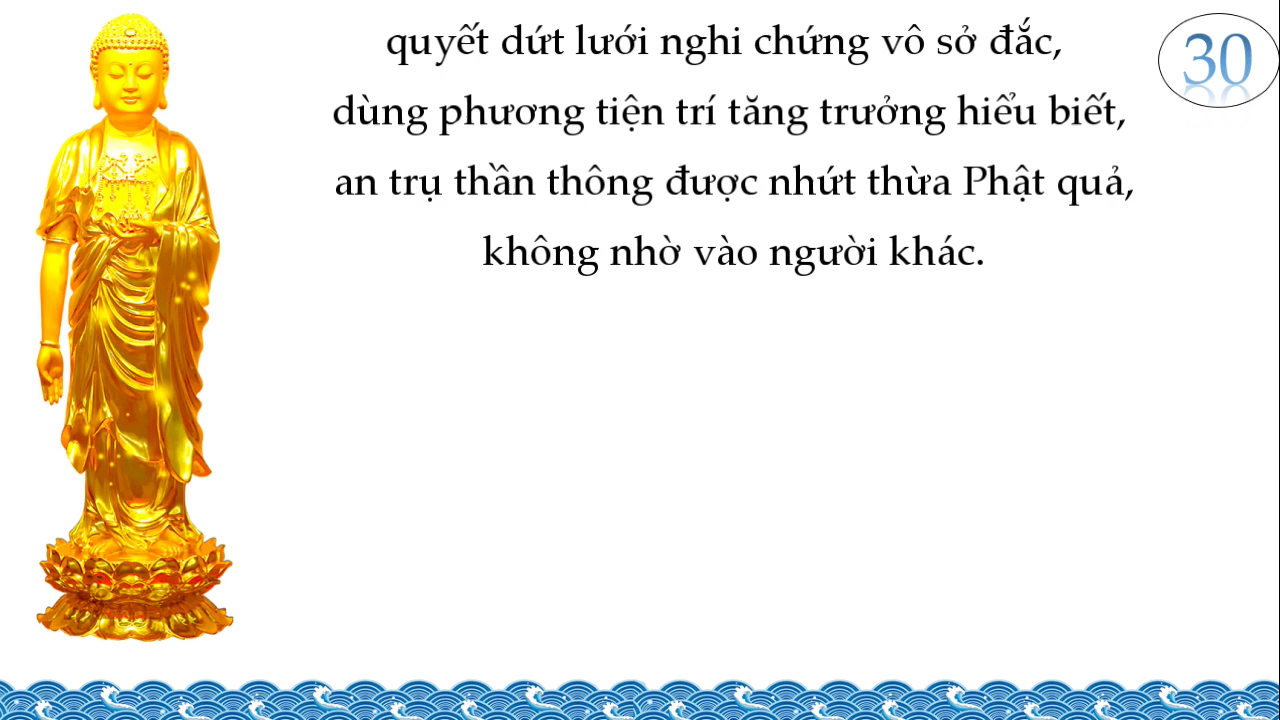 quyết dứt lưới nghi chứng vô sở đắc,
30
dùng phương tiện trí tăng trưởng hiểu biết,
an trụ thần thông được nhứt thừa Phật quả,
không nhờ vào người khác.